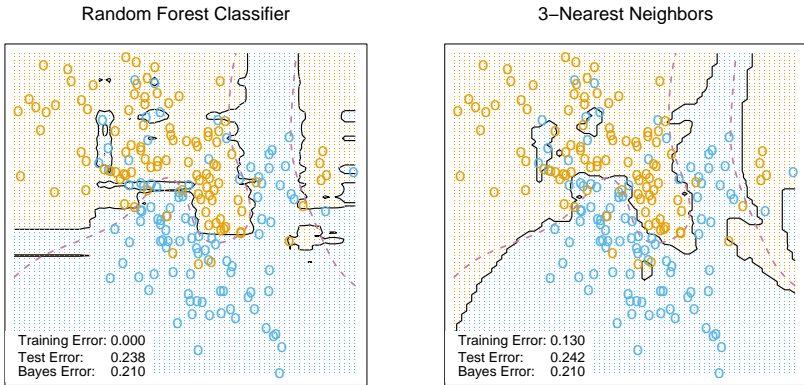 Random Forest Classifier
Training Error: 0.000
Test Error: 0.238
Bayes Error: 0.210
3−Nearest Neighbors
Training Error: 0.130
Test Error: 0.242
Bayes Error: 0.210